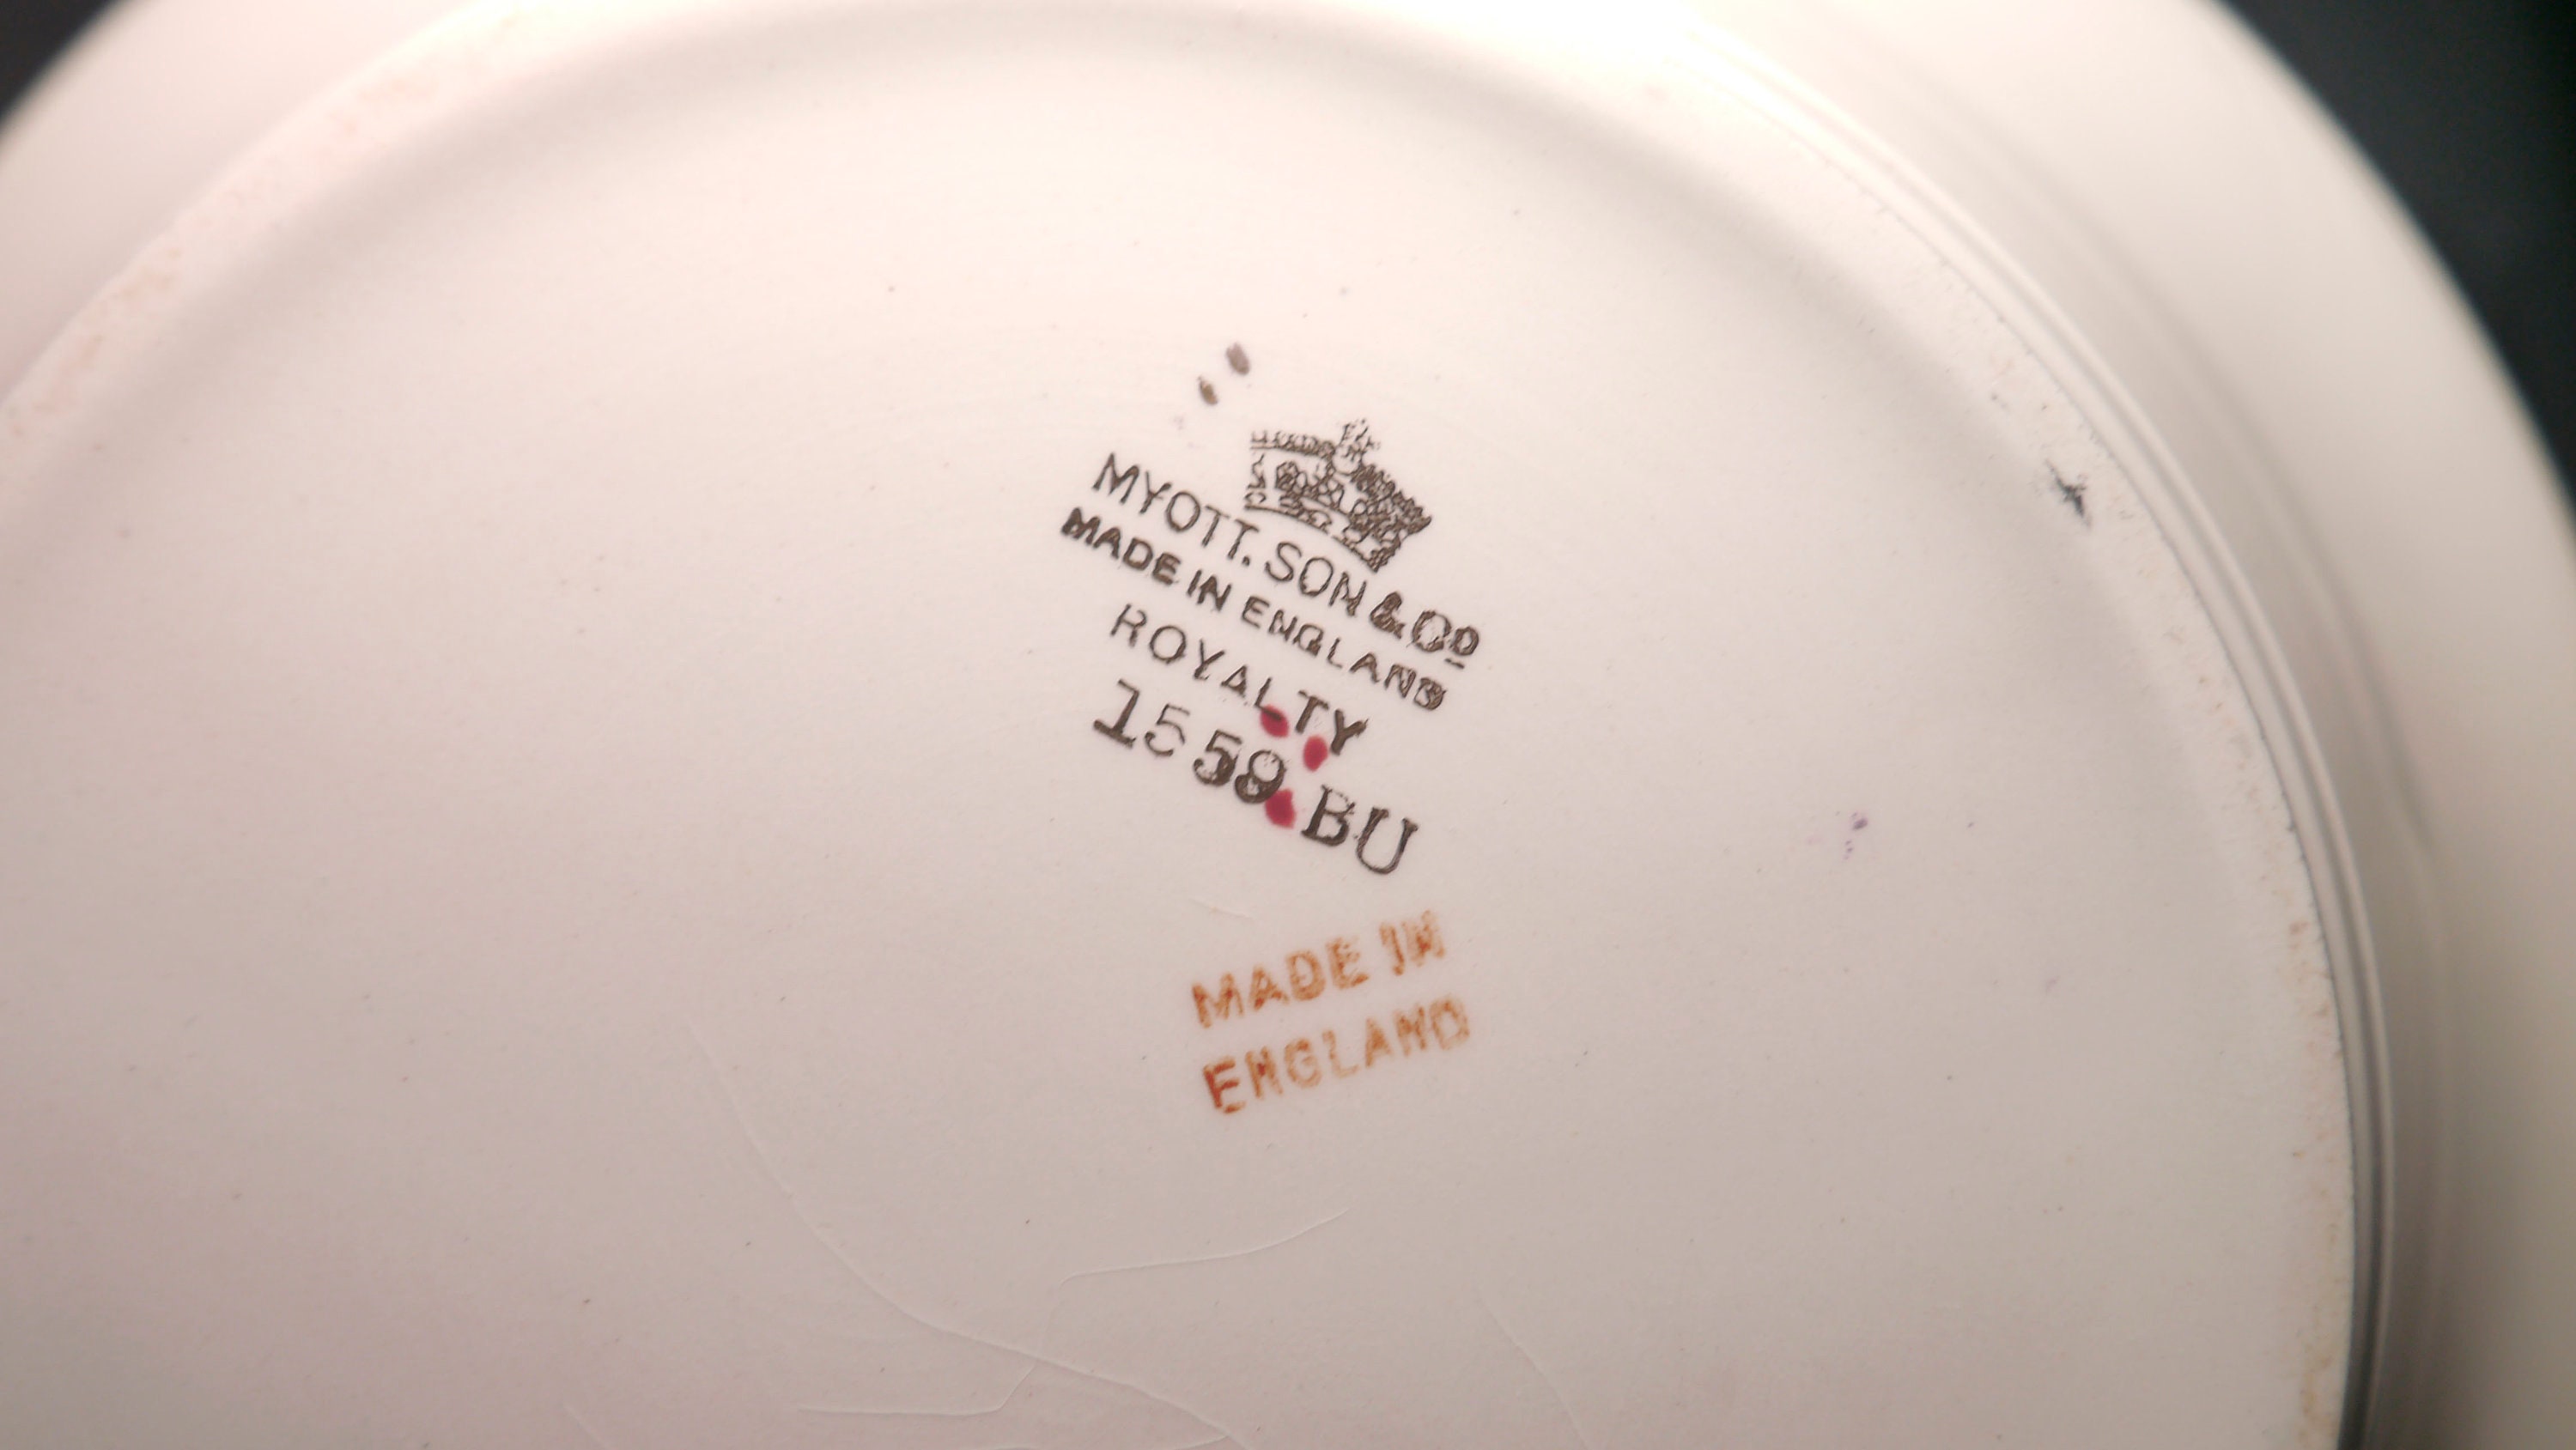 MYOTT. SON & Co
MADE IN ENGLAND
ROYALTY
1559 BU
MADE IN
ENGLAND